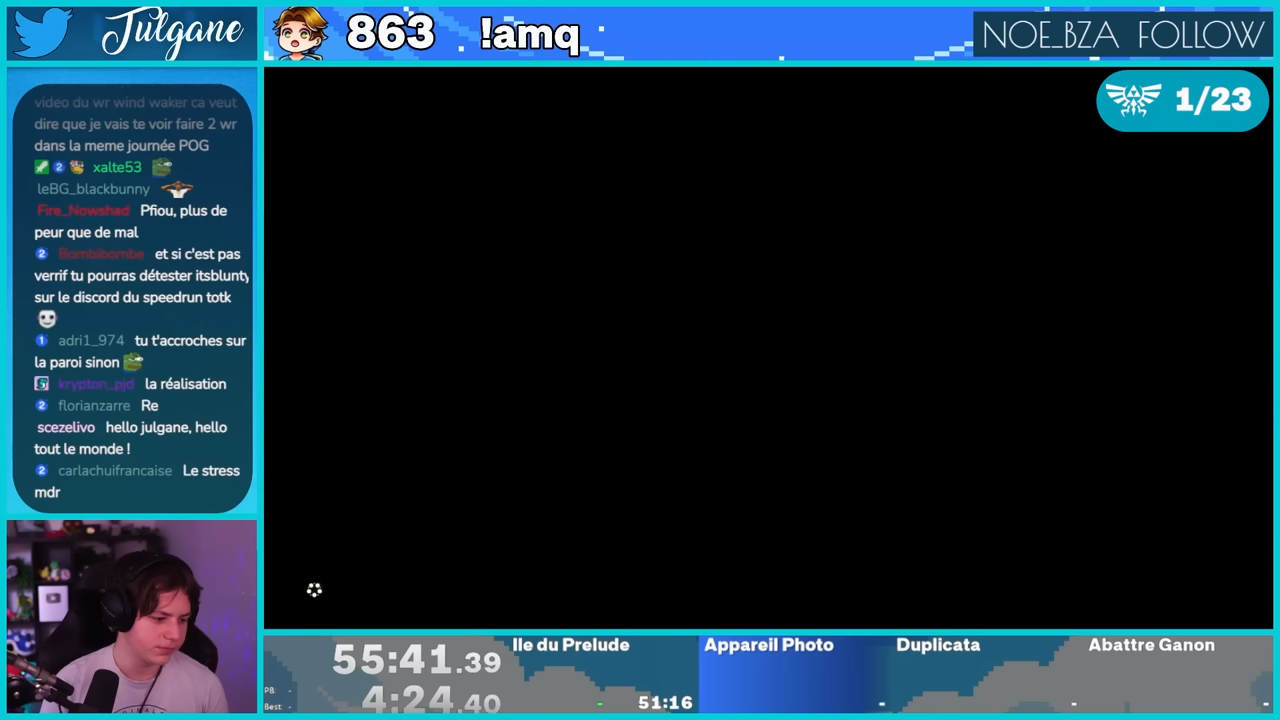 Julgane
863
!amq
NOE_BZA FOLLOW
1/23
video du wr wind waker ca veut
dire que je vais te voir faire 2 wr
dans la meme journée POG
2 xalte53
leBG_blackbunny
Fire_Nowshad Pfiou, plus de
peur que de mal
2 Bombibombe et si c'est pas
verrif tu pourras détester itsblunty
sur le discord du speedrun totk
1 adri1_974 tu t'accroches sur
la paroi sinon
krypton_pjd la réalisation
2 florianzarre Re
scezelivo hello julgane, hello
tout le monde !
2 carlachuifrancaise Le stress
mdr
55:41.39
4:24.40
PB: -
Best: -
Ile du Prelude
- 51:16
Appareil Photo
-
Duplicata
-
Abattre Ganon
-